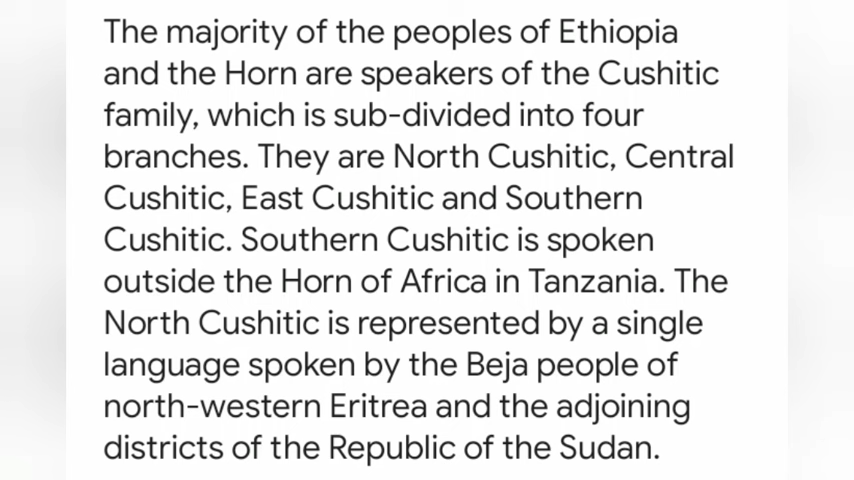 The majority of the peoples of Ethiopia
and the Horn are speakers of the Cushitic
family, which is sub-divided into four
branches. They are North Cushitic, Central
Cushitic, East Cushitic and Southern
Cushitic. Southern Cushitic is spoken
outside the Horn of Africa in Tanzania. The
North Cushitic is represented by a single
language spoken by the Beja people of
north-western Eritrea and the adjoining
districts of the Republic of the Sudan.